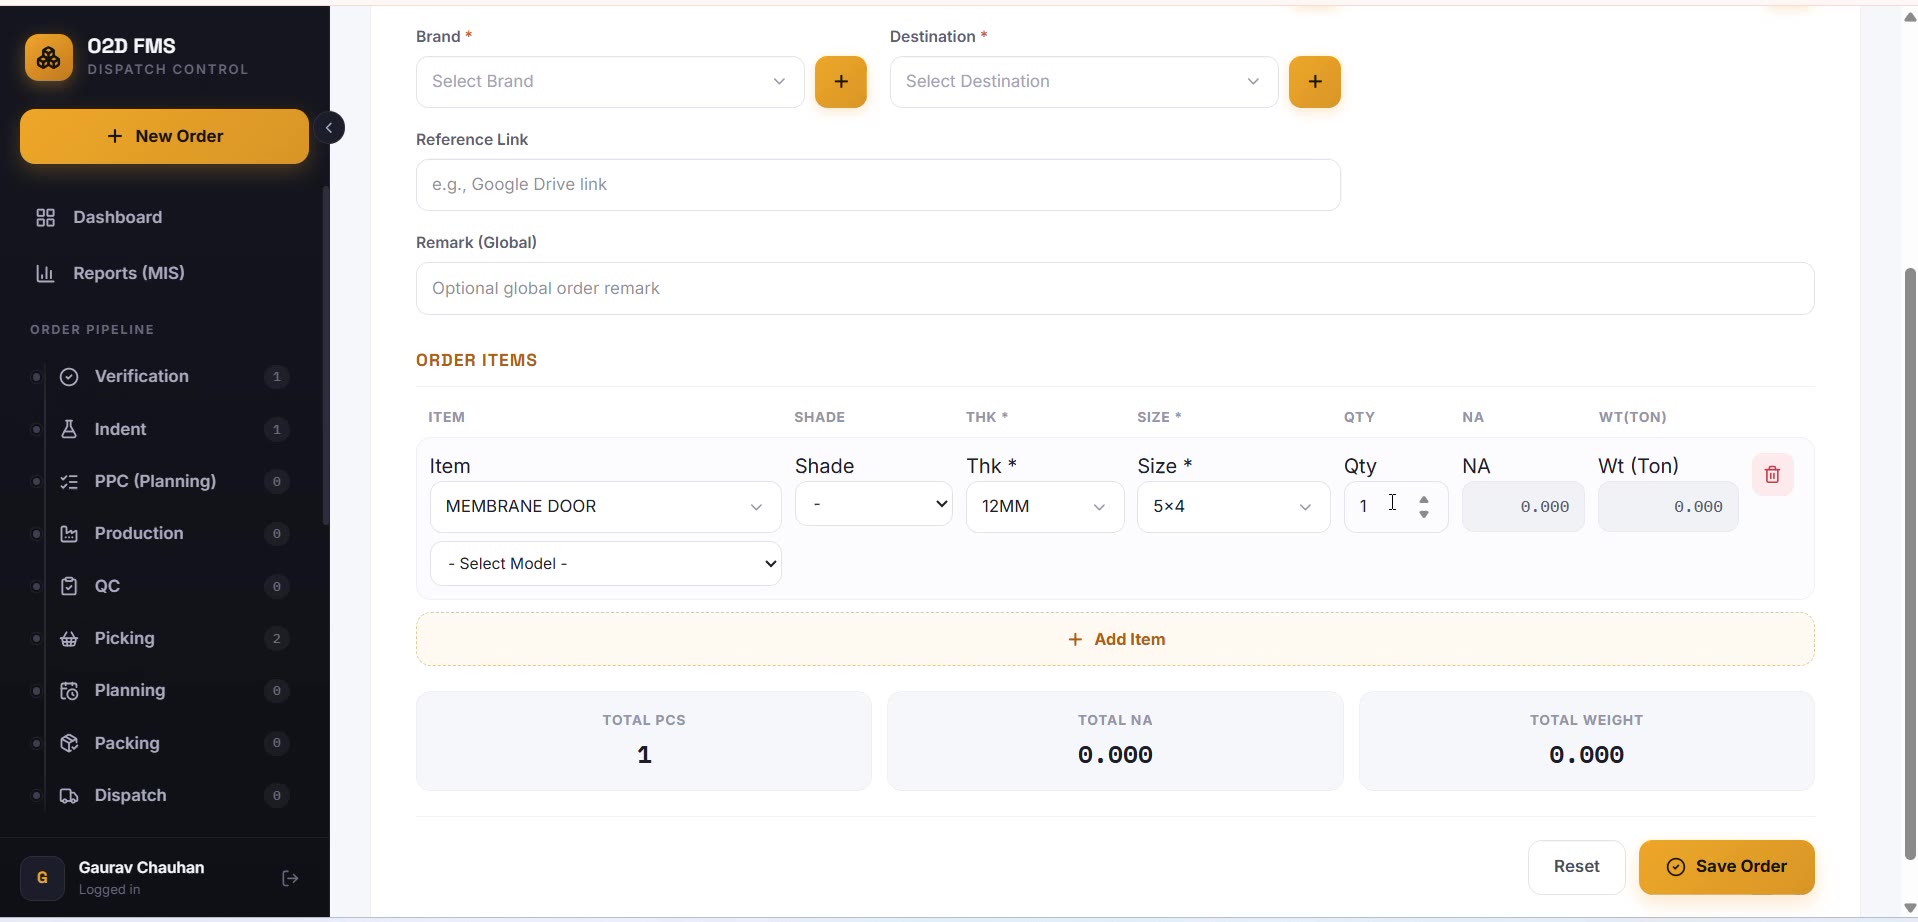 O2D FMS
DISPATCH CONTROL
New Order
Dashboard
Reports (MIS)
ORDER PIPELINE
Verification 1
Indent 1
PPC (Planning) 0
Production 0
QC 0
Picking 2
Planning 0
Packing 0
Dispatch 0
G
Gaurav Chauhan
Logged in
Brand * Destination *
Select Brand + Select Destination +
Reference Link
e.g., Google Drive link
Remark (Global)
Optional global order remark
ORDER ITEMS
ITEM SHADE THK * SIZE * QTY NA WT(TON)
Item Shade Thk * Size * Qty NA Wt (Ton)
MEMBRANE DOOR - 12MM 5×4 1 0.000 0.000
- Select Model -
+ Add Item
TOTAL PCS TOTAL NA TOTAL WEIGHT
1 0.000 0.000
Reset Save Order